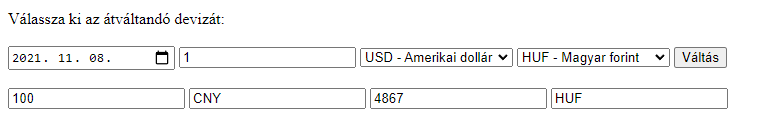 Válassza ki az átváltandó devizát:
2021. 11. 08. 1 USD - Amerikai dollár HUF - Magyar forint Váltás
100 CNY 4867 HUF